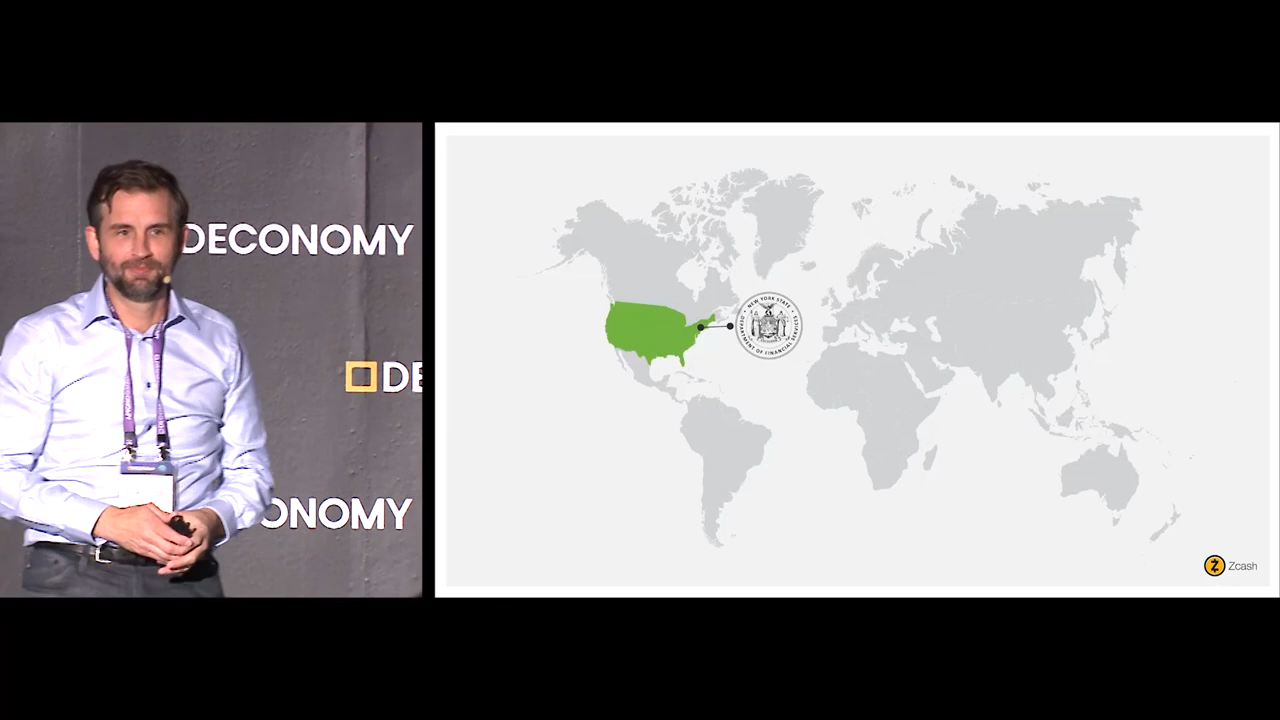 DECONOMY
DE
ONOMY
NEW YORK STATE
DEPARTMENT OF FINANCIAL SERVICES
Zcash